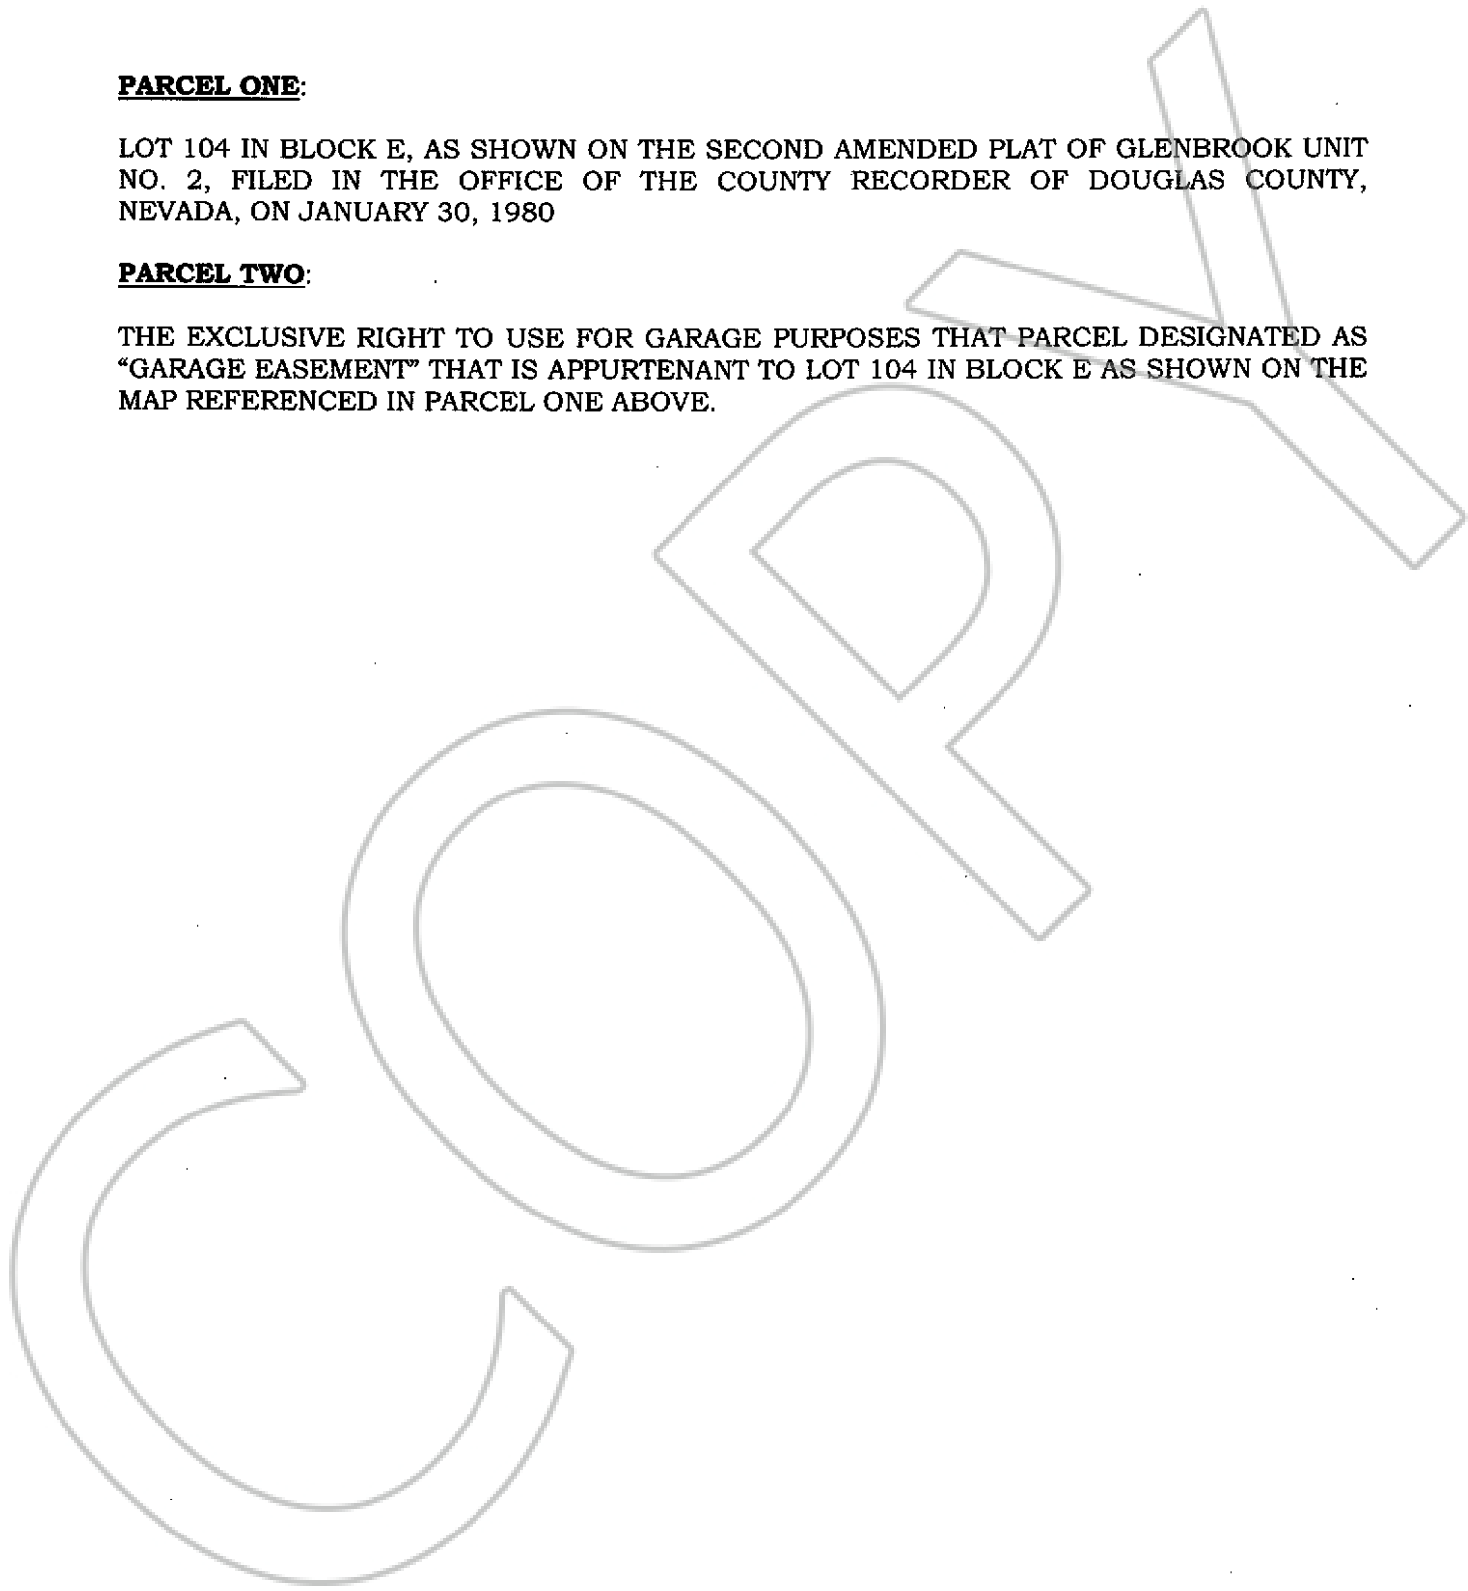 PARCEL ONE:
LOT 104 IN BLOCK E, AS SHOWN ON THE SECOND AMENDED PLAT OF GLENBROOK UNIT
NO. 2, FILED IN THE OFFICE OF THE COUNTY RECORDER OF DOUGLAS COUNTY,
NEVADA, ON JANUARY 30, 1980
PARCEL TWO:
THE EXCLUSIVE RIGHT TO USE FOR GARAGE PURPOSES THAT PARCEL DESIGNATED AS
“GARAGE EASEMENT” THAT IS APPURTENANT TO LOT 104 IN BLOCK E AS SHOWN ON THE
MAP REFERENCED IN PARCEL ONE ABOVE.
COPY